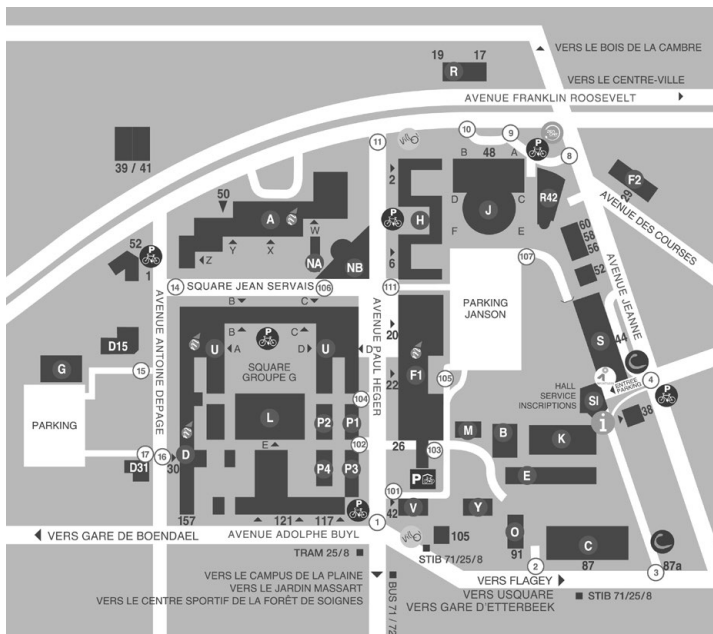 VERS LE BOIS DE LA CAMBRE
19 17
R
VERS LE CENTRE-VILLE
AVENUE FRANKLIN ROOSEVELT
10
9
11
P
8
39 / 41
B 48 A
2
50
F2
29
D
C
R42
J
A
H
W
F
E
60
58
56
AVENUE DES COURSES
52
P
1
Z
Y
X
NA
NB
6
107
52
14
SQUARE JEAN SERVAIS
106
111
PARKING
JANSON
AVENUE JEANNE
B
C
S
44
AVENUE ANTOINE DEPAGE
AVENUE PAUL HEGER
20
D15
U
B
A
P
C
D
U
D
G
15
SQUARE
GROUPE G
22
F1
105
HALL
SERVICE
INSCRIPTIONS
ENTRÉE
PARKING
4
P
SI
PARKING
L
104
P2
P1
38
i
M
B
K
17
16
D
30
D31
E
102
26
103
P4
P3
P
E
101
42
V
Y
157
121
117
P
1
O
105
91
C
87
87a
VERS GARE DE BOENDAEL
AVENUE ADOLPHE BUYL
TRAM 25/8
STIB 71/25/8
2
3
VERS LE CAMPUS DE LA PLAINE
VERS LE JARDIN MASSART
VERS LE CENTRE SPORTIF DE LA FORÊT DE SOIGNES
BUS 71 / 72
VERS FLAGEY
VERS USQUARE
VERS GARE D'ETTERBEEK
STIB 71/25/8